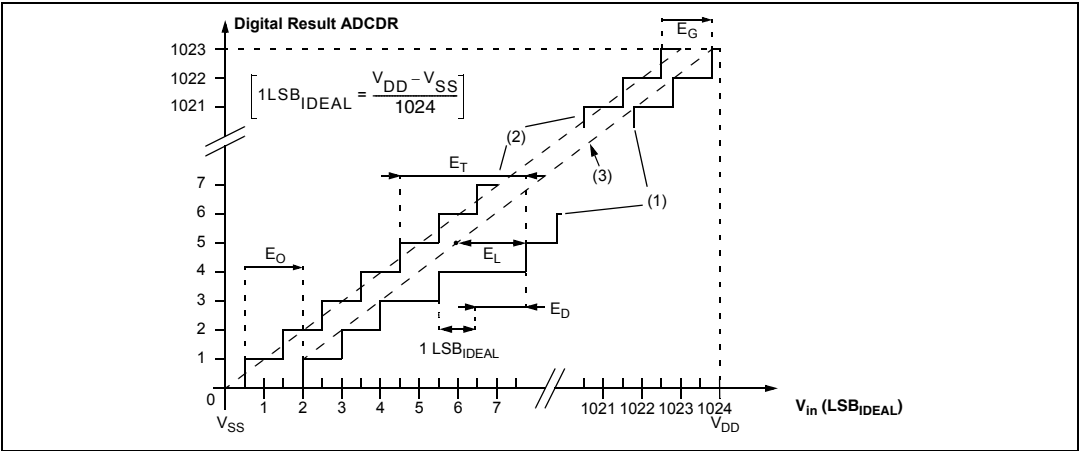 Digital Result ADCDR
E_G
1023
1022
1021
1LSB_IDEAL = V_DD – V_SS / 1024
(2)
E_T
(3)
7
(1)
6
5
E_O
E_L
4
3
E_D
2
1 LSB_IDEAL
1
0
1 2 3 4 5 6 7 1021 1022 1023 1024
V_in (LSB_IDEAL)
V_SS
V_DD